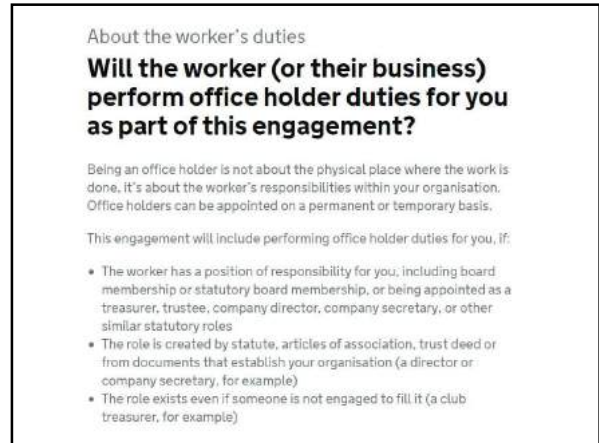 About the worker's duties
Will the worker (or their business)
perform office holder duties for you
as part of this engagement?
Being an office holder is not about the physical place where the work is
done, it's about the worker's responsibilities within your organisation.
Office holders can be appointed on a permanent or temporary basis.
This engagement will include performing office holder duties for you, if:
• The worker has a position of responsibility for you, including board
membership or statutory board membership, or being appointed as a
treasurer, trustee, company director, company secretary, or other
similar statutory roles
• The role is created by statute, articles of association, trust deed or
from documents that establish your organisation (a director or
company secretary, for example)
• The role exists even if someone is not engaged to fill it (a club
treasurer, for example)